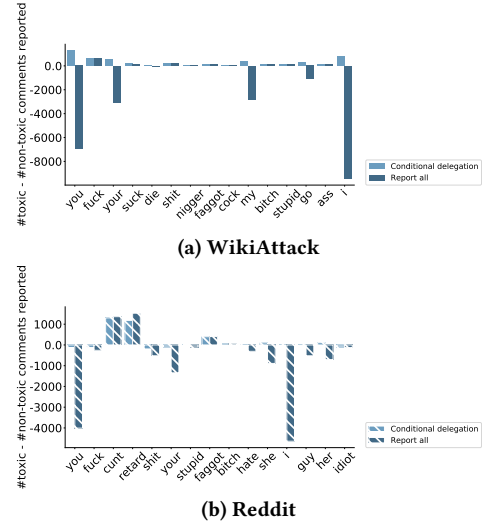 #toxic - #non-toxic comments reported
0.0
-2000
-4000
-6000
-8000
you fuck your suck die shit nigger faggot cock my bitch stupid go ass i
Conditional delegation
Report all
(a) WikiAttack
#toxic - #non-toxic comments reported
1000
0.0
-1000
-2000
-3000
-4000
you fuck cunt retard shit your stupid faggot bitch hate she i guy her idiot
Conditional delegation
Report all
(b) Reddit